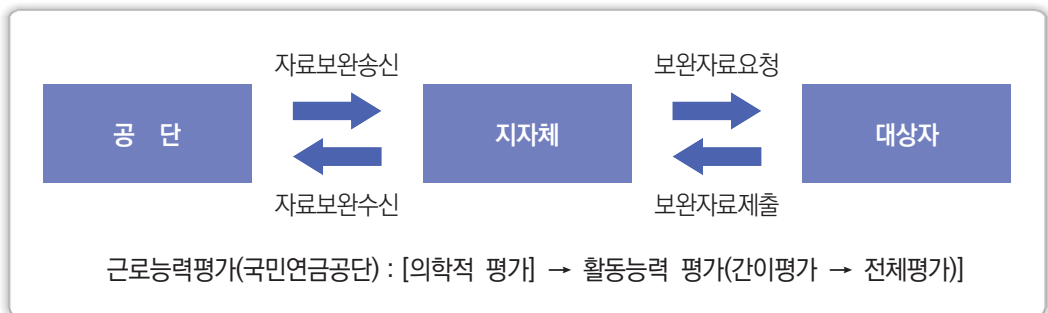 자료보완송신 보완자료요청
공 단 지자체 대상자
자료보완수신 보완자료제출
근로능력평가(국민연금공단) : [의학적 평가] → 활동능력 평가(간이평가 → 전체평가)]